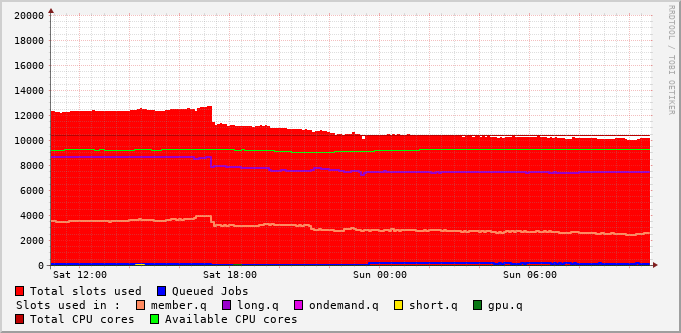 20000
18000
16000
14000
12000
10000
8000
6000
4000
2000
0
Sat 12:00 Sat 18:00 Sun 00:00 Sun 06:00
Total slots used Queued Jobs
Slots used in : member.q long.q ondemand.q short.q gpu.q
Total CPU cores Available CPU cores
RRDTOOL / TOBI OETIKER